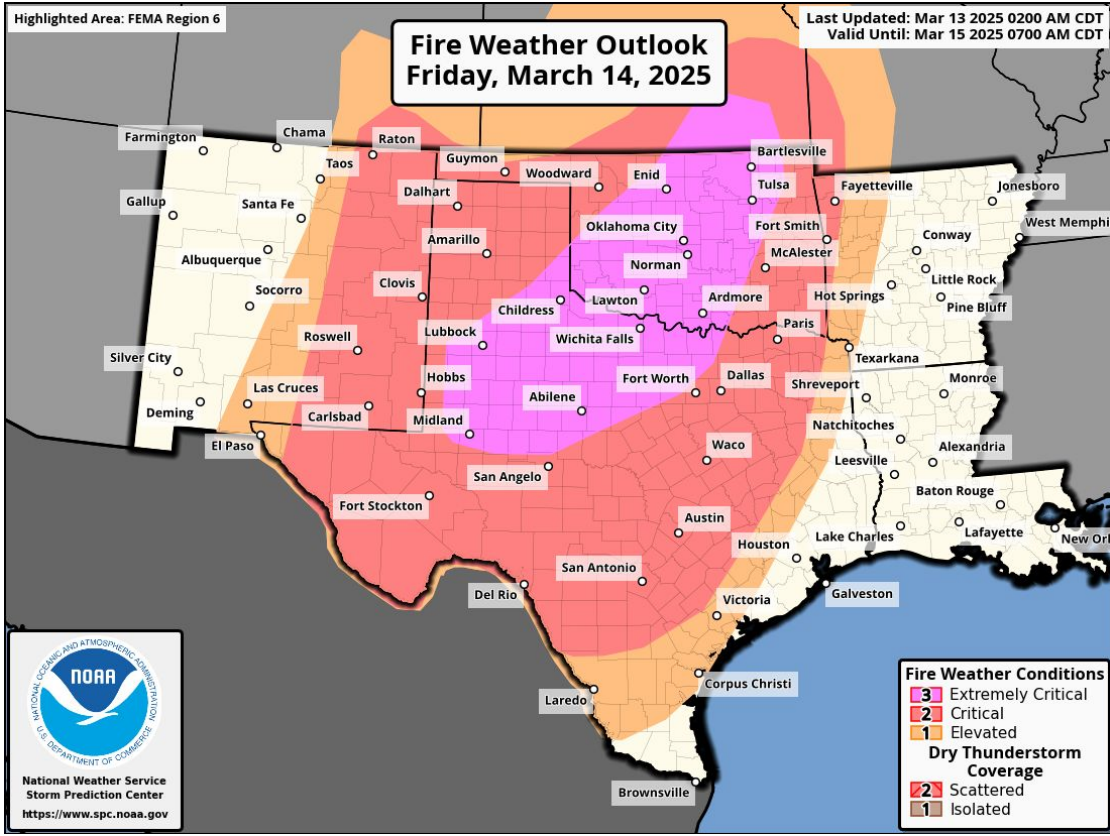 Highlighted Area: FEMA Region 6
Fire Weather Outlook
Friday, March 14, 2025
Last Updated: Mar 13 2025 0200 AM CDT
Valid Until: Mar 15 2025 0700 AM CDT
Farmington
Chama
Raton
Taos
Guymon
Woodward
Enid
Bartlesville
Tulsa
Fayetteville
Jonesboro
Gallup
Santa Fe
Dalhart
Amarillo
Oklahoma City
Fort Smith
Conway
West Memphi
Albuquerque
Norman
McAlester
Little Rock
Socorro
Clovis
Childress
Lawton
Ardmore
Hot Springs
Pine Bluff
Roswell
Lubbock
Wichita Falls
Paris
Texarkana
Silver City
Las Cruces
Hobbs
Fort Worth
Dallas
Shreveport
Monroe
Deming
Carlsbad
Midland
Abilene
Natchitoches
El Paso
San Angelo
Waco
Leesville
Alexandria
Fort Stockton
Austin
Baton Rouge
Houston
Lake Charles
Lafayette
New Orl
San Antonio
Del Rio
Victoria
Galveston
Laredo
Corpus Christi
Brownsville
NATIONAL OCEANIC AND ATMOSPHERIC ADMINISTRATION
NOAA
U.S. DEPARTMENT OF COMMERCE
National Weather Service
Storm Prediction Center
https://www.spc.noaa.gov
Fire Weather Conditions
3 Extremely Critical
2 Critical
1 Elevated
Dry Thunderstorm
Coverage
2 Scattered
1 Isolated